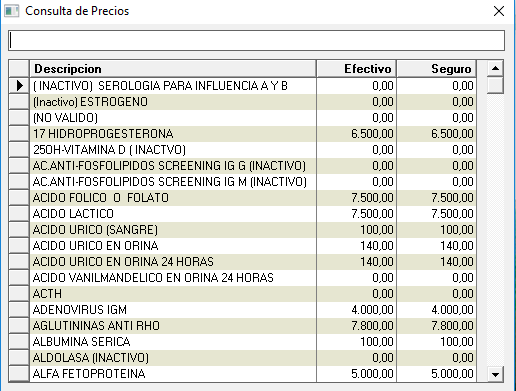 Consulta de Precios
Descripcion Efectivo Seguro
( INACTIVO) SEROLOGIA PARA INFLUENCIA A Y B 0,00 0,00
(Inactivo) ESTROGENO 0,00 0,00
(NO VALIDO) 0,00 0,00
17 HIDROPROGESTERONA 6.500,00 6.500,00
25OH-VITAMINA D ( INACTVO) 0,00 0,00
AC.ANTI-FOSFOLIPIDOS SCREENING IG G (INACTIVO) 0,00 0,00
AC.ANTI-FOSFOLIPIDOS SCREENING IG M (INACTIVO) 0,00 0,00
ACIDO FOLICO O FOLATO 7.500,00 7.500,00
ACIDO LACTICO 7.500,00 7.500,00
ACIDO URICO (SANGRE) 100,00 100,00
ACIDO URICO EN ORINA 140,00 140,00
ACIDO URICO EN ORINA 24 HORAS 140,00 140,00
ACIDO VANILMANDELICO EN ORINA 24 HORAS 0,00 0,00
ACTH 0,00 0,00
ADENOVIRUS IGM 4.000,00 4.000,00
AGLUTININAS ANTI RHO 7.800,00 7.800,00
ALBUMINA SERICA 100,00 100,00
ALDOLASA (INACTIVO) 0,00 0,00
ALFA FETOPROTEINA 5.000,00 5.000,00